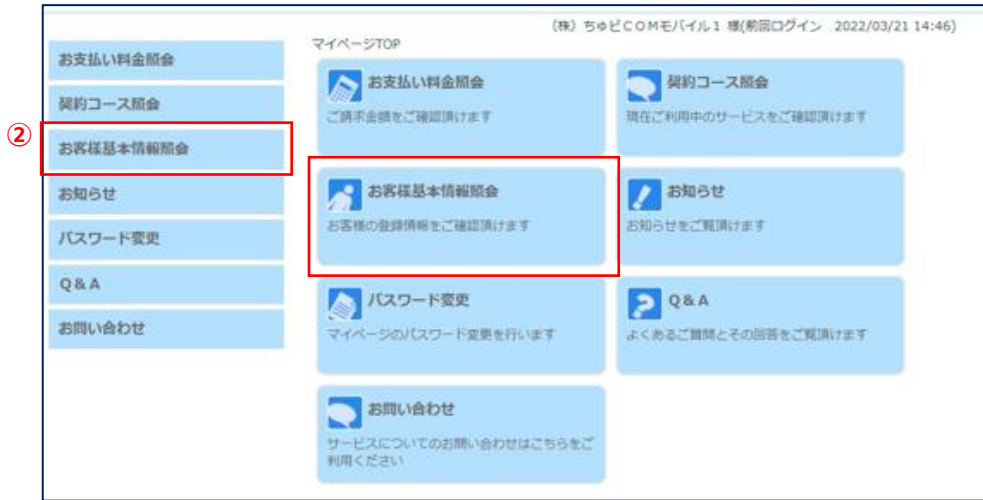 (株) ちゅピCOMモバイル1 様(前回ログイン 2022/03/21 14:46)
マイページTOP
お支払い料金照会
契約コース照会
②
お客様基本情報照会
お知らせ
パスワード変更
Q&A
お問い合わせ
お支払い料金照会
ご請求金額をご確認頂けます
契約コース照会
現在ご利用中のサービスをご確認頂けます
お客様基本情報照会
お客様の登録情報をご確認頂けます
お知らせ
お知らせをご覧頂けます
パスワード変更
マイページのパスワード変更を行います
Q&A
よくあるご質問とその回答をご覧頂けます
お問い合わせ
サービスについてのお問い合わせはこちらをご
利用ください